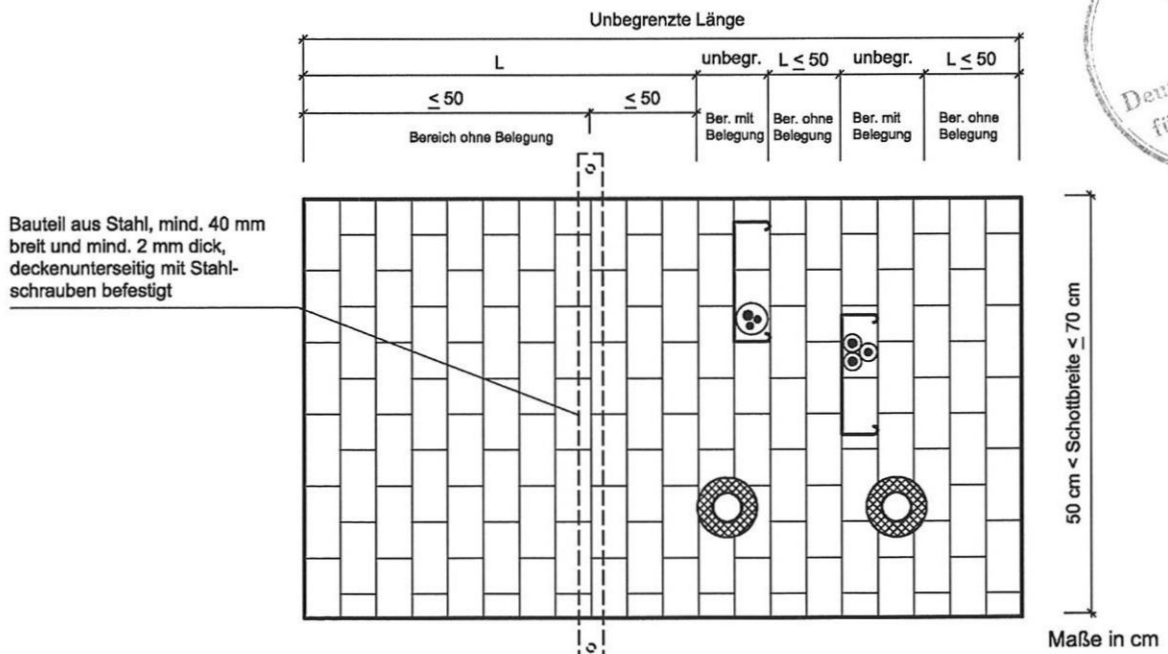 Unbegrenzte Länge
L
unbegr.
L ≤ 50
unbegr.
L ≤ 50
≤ 50
≤ 50
Bereich ohne Belegung
Ber. mit
Belegung
Ber. ohne
Belegung
Ber. mit
Belegung
Ber. ohne
Belegung
Bauteil aus Stahl, mind. 40 mm
breit und mind. 2 mm dick,
deckenunterseitig mit Stahl-
schrauben befestigt
50 cm < Schottbreite ≤ 70 cm
Maße in cm